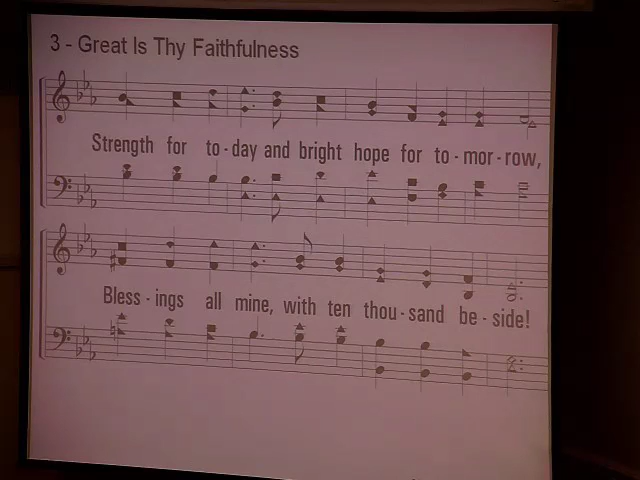 3 - Great Is Thy Faithfulness
Strength for to - day and bright hope for to - mor - row,
Bless - ings all mine, with ten thou - sand be - side!